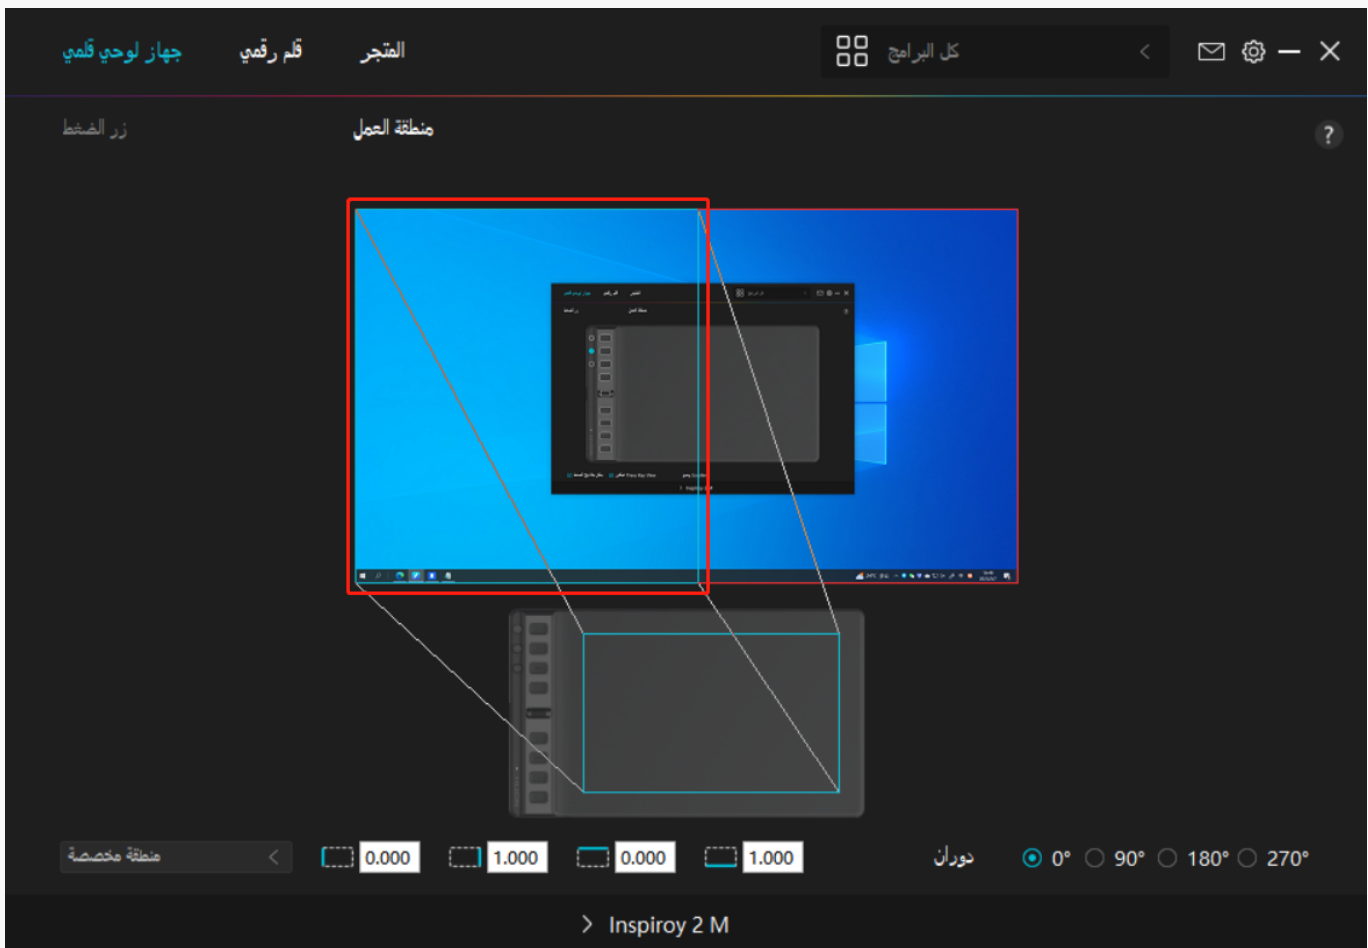 جهاز لوحي قلمي قلم رقمي المتجر كل البرامج
زر الضغط منطقة العمل ?
منطقة مخصصة 0.000 1.000 0.000 1.000 دوران 0° 90° 180° 270°
Inspiroy 2 M